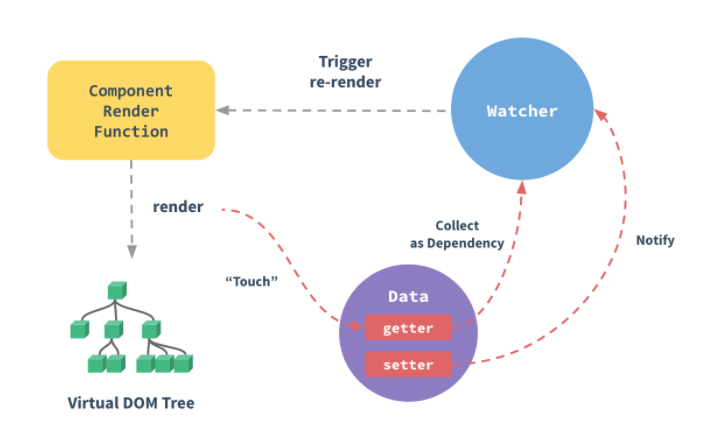 Trigger
re-render
Component
Render
Function
Watcher
render
Collect
as Dependency
Notify
“Touch”
Data
getter
setter
Virtual DOM Tree